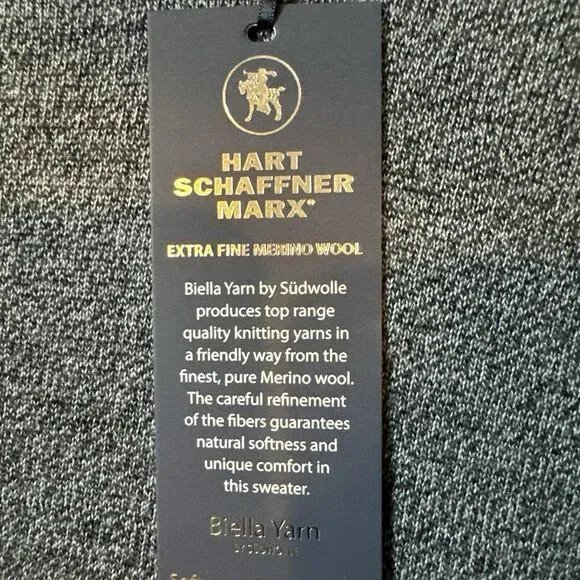 HART
SCHAFFNER
MARX®
EXTRA FINE MERINO WOOL
Biella Yarn by Südwolle
produces top range
quality knitting yarns in
a friendly way from the
finest, pure Merino wool.
The careful refinement
of the fibers guarantees
natural softness and
unique comfort in
this sweater.
Biella Yarn
BY SÜDWOLLE